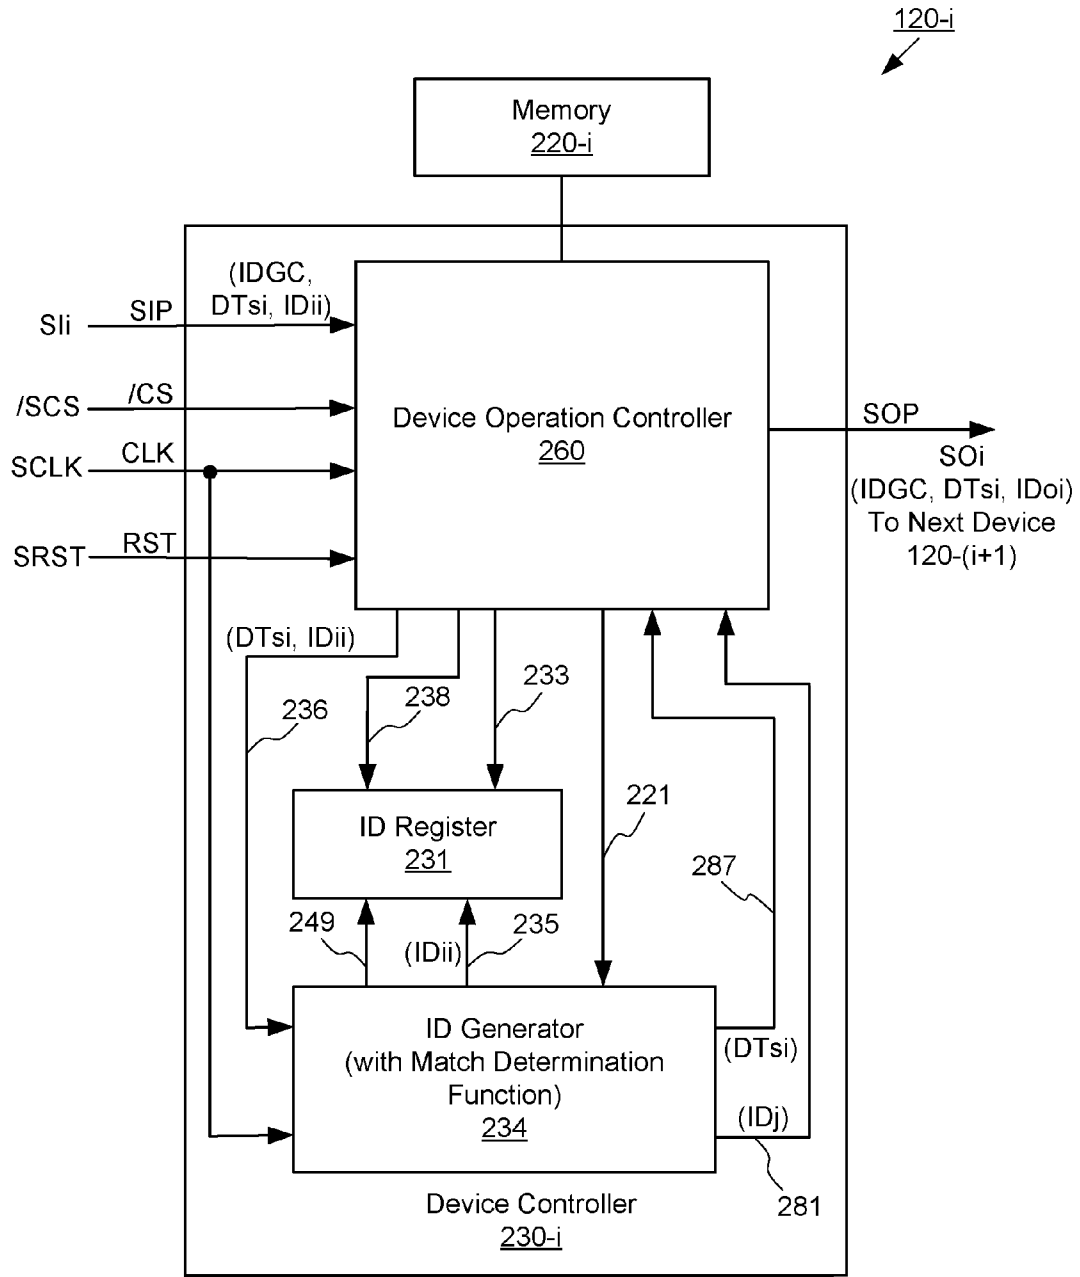 120-i
Memory
220-i
(IDGC,
DTsi, IDii)
SIi
SIP
/SCS
/CS
SCLK
CLK
SRST
RST
Device Operation Controller
260
SOP
SOi
(IDGC, DTsi, IDoi)
To Next Device
120-(i+1)
(DTsi, IDii)
236
238
233
221
287
ID Register
231
249
(IDii)
235
ID Generator
(with Match Determination
Function)
234
(DTsi)
(IDj)
281
Device Controller
230-i